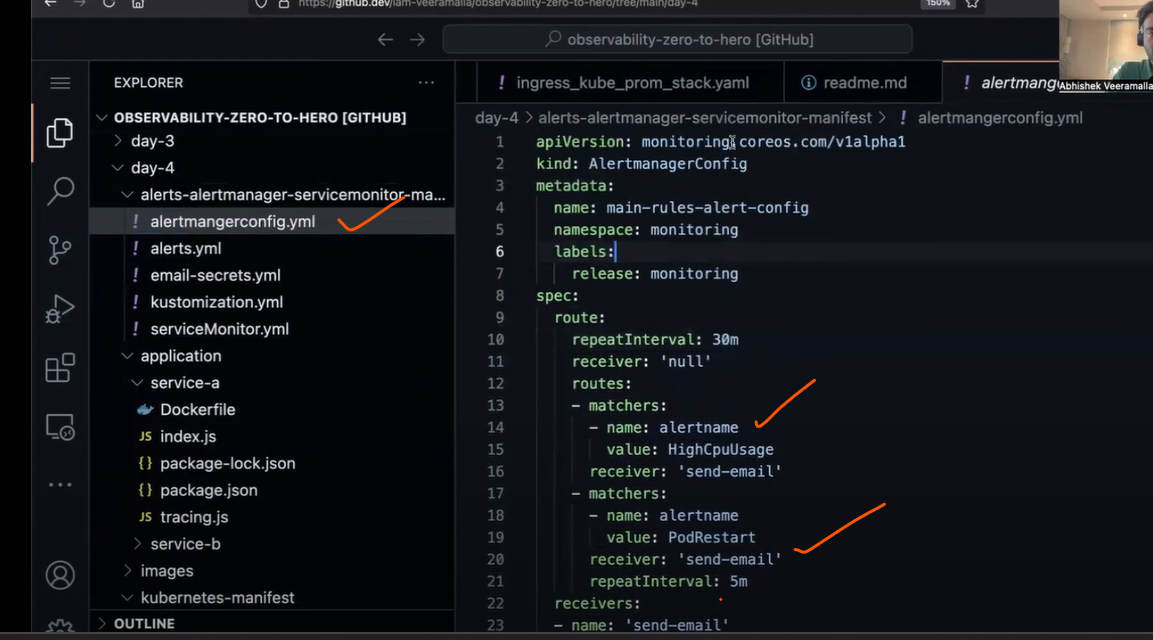 https://github.dev/iam-veeramalla/observability-zero-to-hero/tree/main/day-4
150%
observability-zero-to-hero [GitHub]
Abhishek Veeramalla
EXPLORER
OBSERVABILITY-ZERO-TO-HERO [GITHUB]
day-3
day-4
alerts-alertmanager-servicemonitor-ma...
! alertmangerconfig.yml
! alerts.yml
! email-secrets.yml
! kustomization.yml
! serviceMonitor.yml
application
service-a
Dockerfile
JS index.js
{} package-lock.json
{} package.json
JS tracing.js
service-b
images
kubernetes-manifest
OUTLINE
! ingress_kube_prom_stack.yaml
readme.md
! alertmang
day-4 > alerts-alertmanager-servicemonitor-manifest > ! alertmangerconfig.yml
1 apiVersion: monitoring.coreos.com/v1alpha1
2 kind: AlertmanagerConfig
3 metadata:
4 name: main-rules-alert-config
5 namespace: monitoring
6 labels:
7 release: monitoring
8 spec:
9 route:
10 repeatInterval: 30m
11 receiver: 'null'
12 routes:
13 - matchers:
14 - name: alertname
15 value: HighCpuUsage
16 receiver: 'send-email'
17 - matchers:
18 - name: alertname
19 value: PodRestart
20 receiver: 'send-email'
21 repeatInterval: 5m
22 receivers:
23 - name: 'send-email'